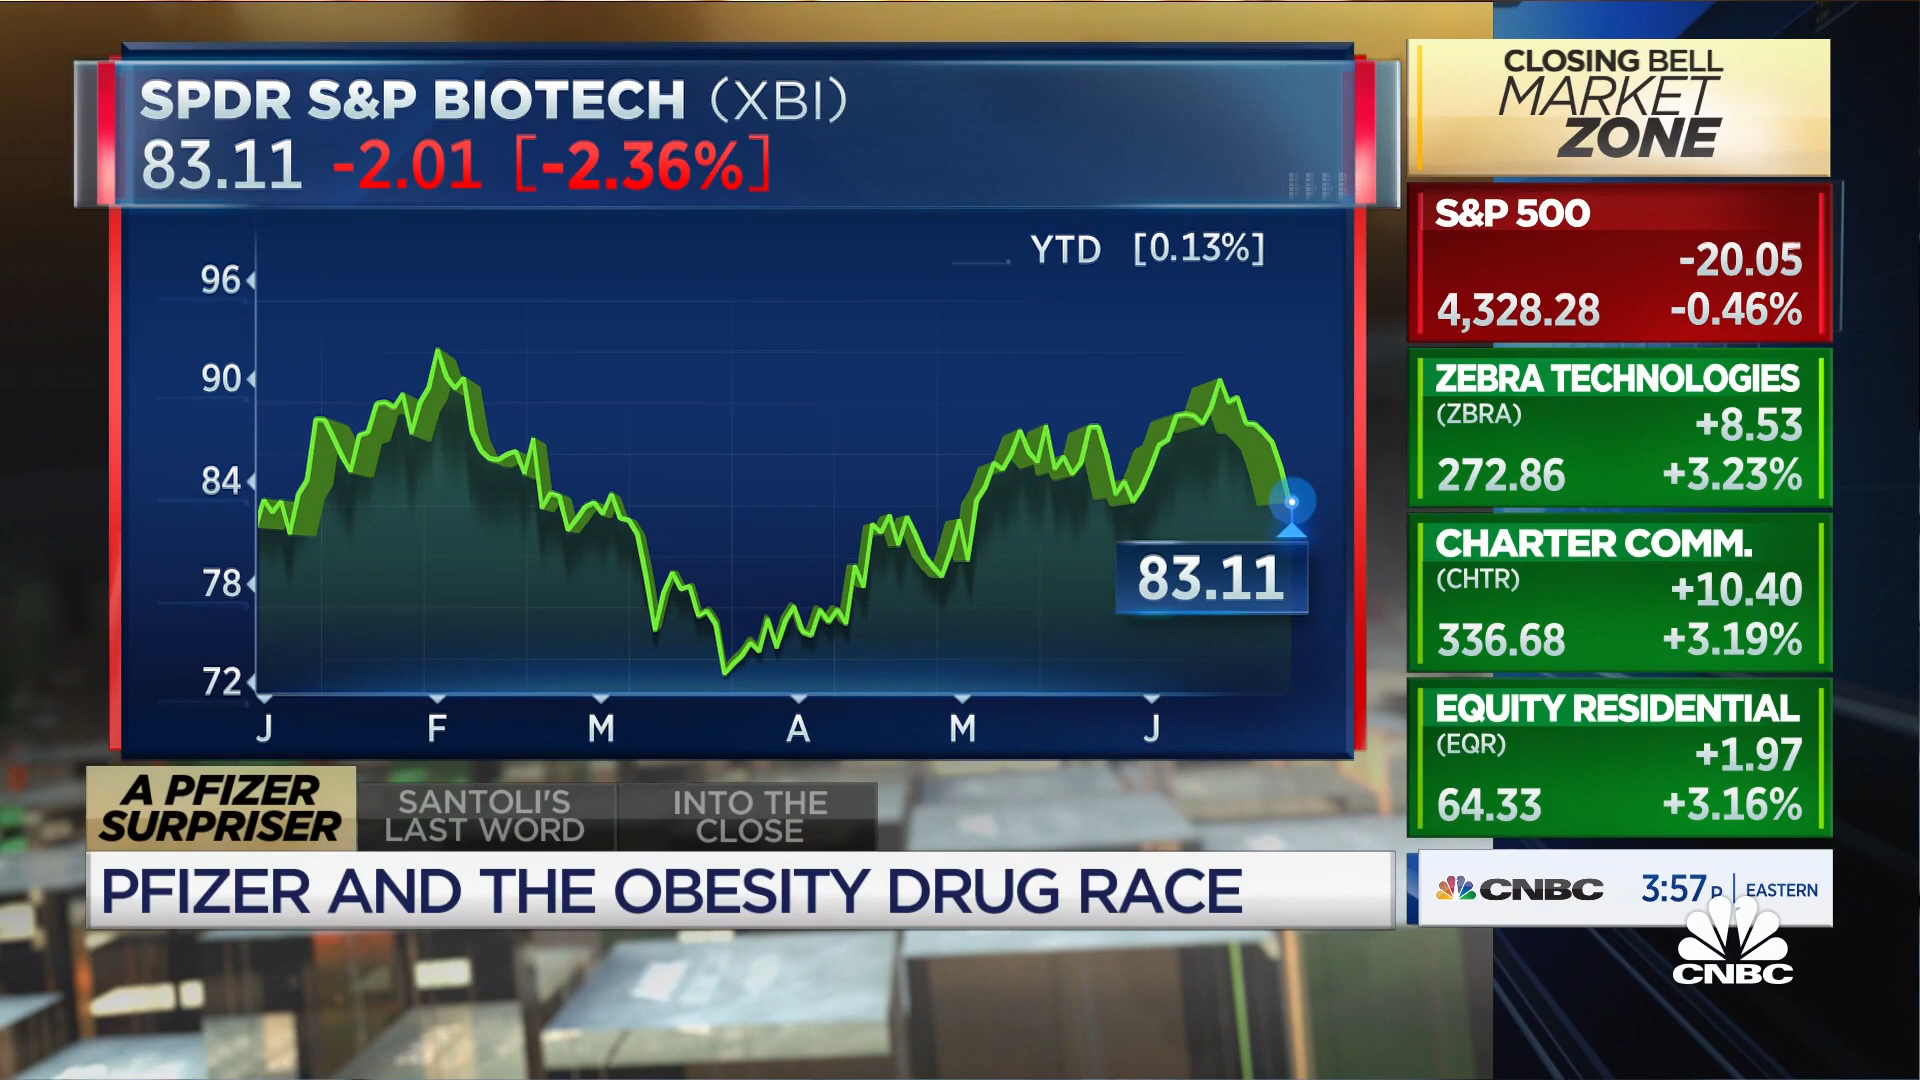 SPDR S&P BIOTECH (XBI)
83.11 -2.01 [-2.36%]
YTD [0.13%]
96
90
84
78
72
J F M A M J
83.11
A PFIZER
SURPRISER
SANTOLI'S
LAST WORD
INTO THE
CLOSE
PFIZER AND THE OBESITY DRUG RACE
CLOSING BELL
MARKET
ZONE
S&P 500
-20.05
4,328.28 -0.46%
ZEBRA TECHNOLOGIES
(ZBRA) +8.53
272.86 +3.23%
CHARTER COMM.
(CHTR) +10.40
336.68 +3.19%
EQUITY RESIDENTIAL
(EQR) +1.97
64.33 +3.16%
CNBC 3:57P EASTERN
CNBC